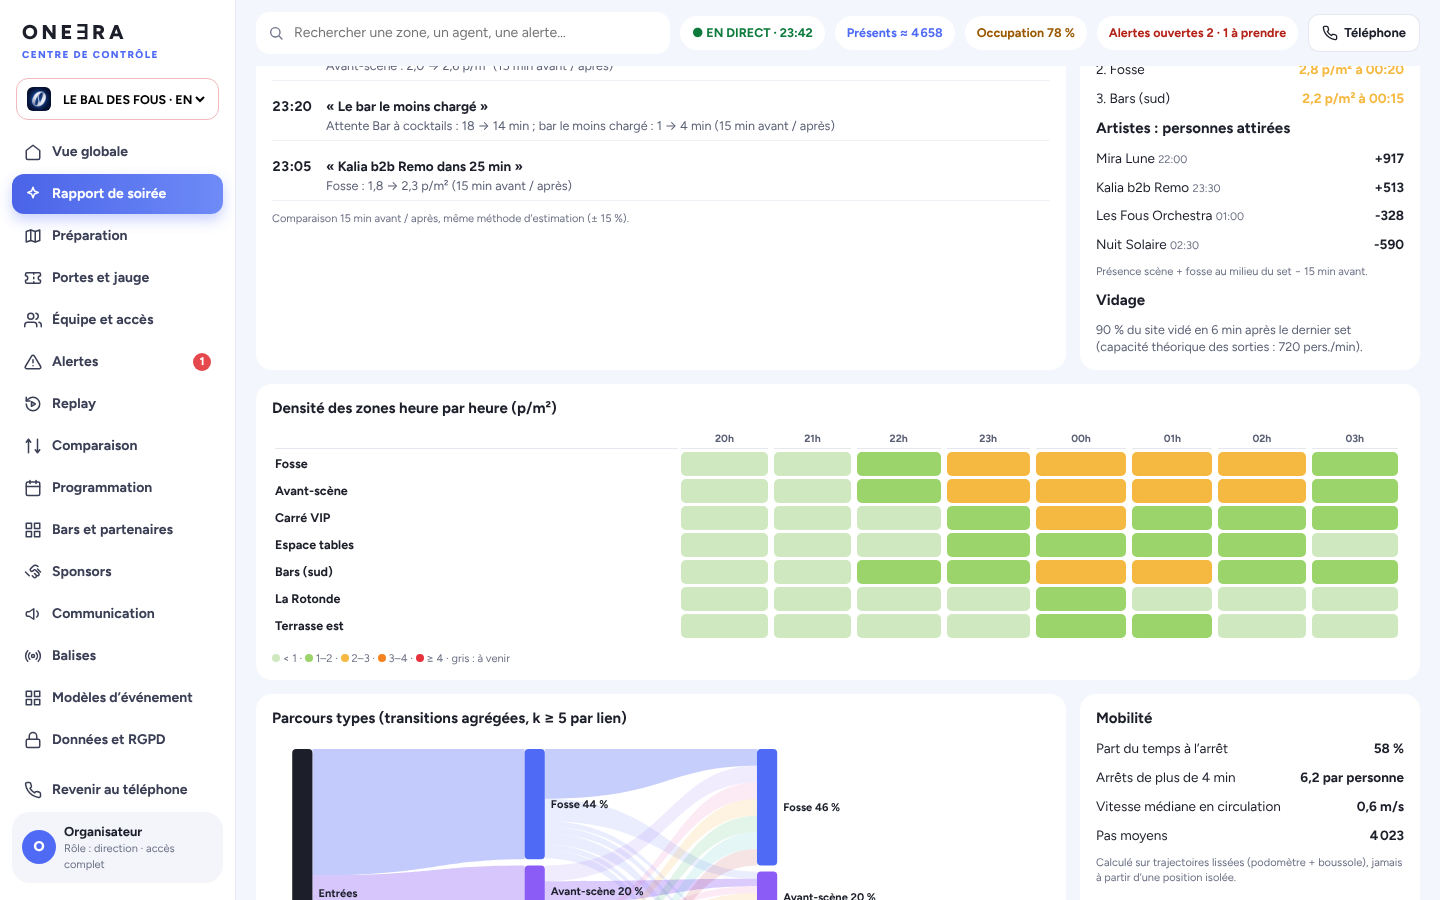 ONEƎRA
CENTRE DE CONTRÔLE
LE BAL DES FOUS · EN
Vue globale
Rapport de soirée
Préparation
Portes et jauge
Équipe et accès
Alertes
1
Replay
Comparaison
Programmation
Bars et partenaires
Sponsors
Communication
Balises
Modèles d’événement
Données et RGPD
Revenir au téléphone
O
Organisateur
Rôle : direction · accès
complet
Rechercher une zone, un agent, une alerte…
EN DIRECT · 23:42
Présents ≈ 4 658
Occupation 78 %
Alertes ouvertes 2 · 1 à prendre
Téléphone
Avant-scène : 2,0 → 2,6 p/m² (15 min avant / après)
23:20 « Le bar le moins chargé »
Attente Bar à cocktails : 18 → 14 min ; bar le moins chargé : 1 → 4 min (15 min avant / après)
23:05 « Kalia b2b Remo dans 25 min »
Fosse : 1,8 → 2,3 p/m² (15 min avant / après)
Comparaison 15 min avant / après, même méthode d’estimation (± 15 %).
2. Fosse 2,8 p/m² à 00:20
3. Bars (sud) 2,2 p/m² à 00:15
Artistes : personnes attirées
Mira Lune 22:00 +917
Kalia b2b Remo 23:30 +513
Les Fous Orchestra 01:00 -328
Nuit Solaire 02:30 -590
Présence scène + fosse au milieu du set − 15 min avant.
Vidage
90 % du site vidé en 6 min après le dernier set
(capacité théorique des sorties : 720 pers./min).
Densité des zones heure par heure (p/m²)
20h 21h 22h 23h 00h 01h 02h 03h
Fosse
Avant-scène
Carré VIP
Espace tables
Bars (sud)
La Rotonde
Terrasse est
< 1 · 1–2 · 2–3 · 3–4 · ≥ 4 · gris : à venir
Parcours types (transitions agrégées, k ≥ 5 par lien)
Fosse 44 %
Fosse 46 %
Entrées
Avant-scène 20 %
Avant-scène 20 %
Mobilité
Part du temps à l’arrêt 58 %
Arrêts de plus de 4 min 6,2 par personne
Vitesse médiane en circulation 0,6 m/s
Pas moyens 4 023
Calculé sur trajectoires lissées (podomètre + boussole), jamais
à partir d’une position isolée.